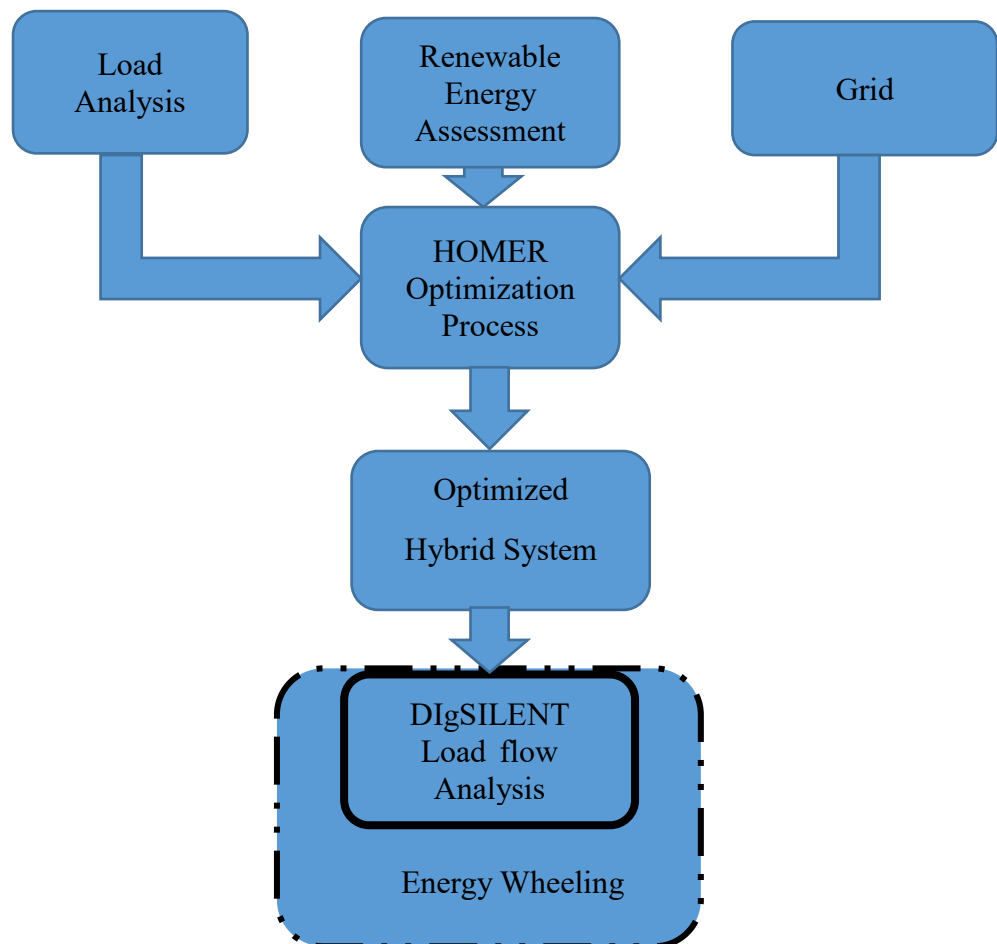 Load
Analysis
Renewable
Energy
Assessment
Grid
HOMER
Optimization
Process
Optimized
Hybrid System
DIgSILENT
Load flow
Analysis
Energy Wheeling